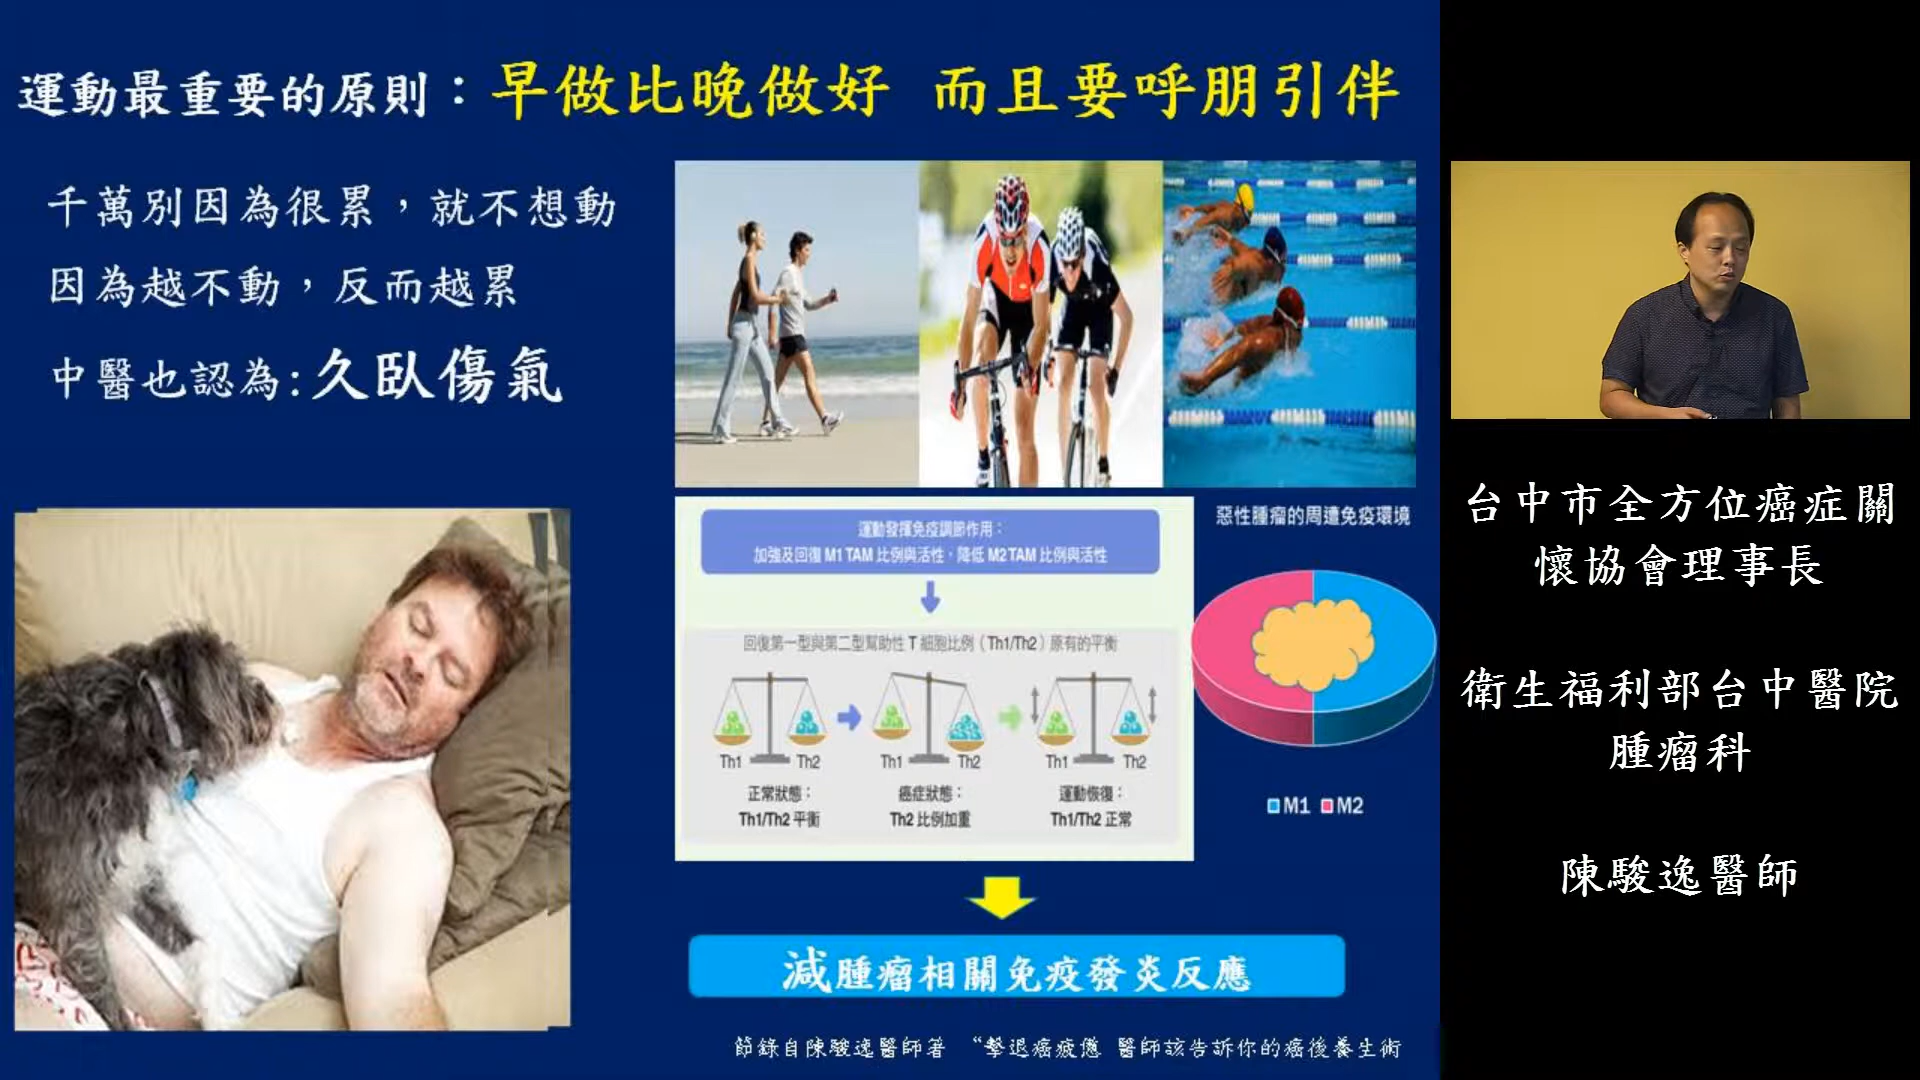 運動最重要的原則：早做比晚做好 而且要呼朋引伴
千萬別因為很累，就不想動
因為越不動，反而越累
中醫也認為:久臥傷氣
運動發揮免疫調節作用：
加強及回復 M1 TAM 比例與活性，降低 M2 TAM 比例與活性
回復第一型與第二型幫助性 T 細胞比例（Th1/Th2）原有的平衡
Th1 Th2 Th1 Th2 Th1 Th2
正常狀態： 癌症狀態： 運動恢復：
Th1/Th2 平衡 Th2 比例加重 Th1/Th2 正常
惡性腫瘤的周遭免疫環境
M1 M2
減腫瘤相關免疫發炎反應
節錄自陳駿逸醫師著 “擊退癌疲憊 醫師該告訴你的癌後養生術
台中市全方位癌症關
懷協會理事長
衛生福利部台中醫院
腫瘤科
陳駿逸醫師